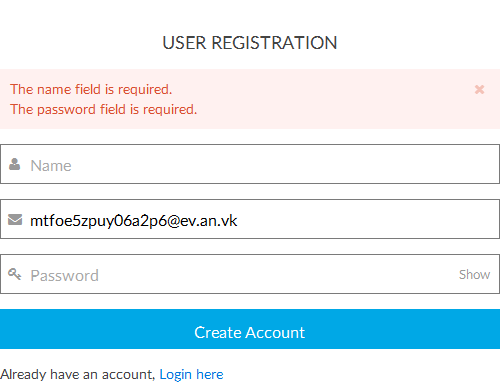 USER REGISTRATION
The name field is required.
The password field is required.
Name
mtfoe5zpuy06a2p6@ev.an.vk
Password
Show
Create Account
Already have an account, Login here